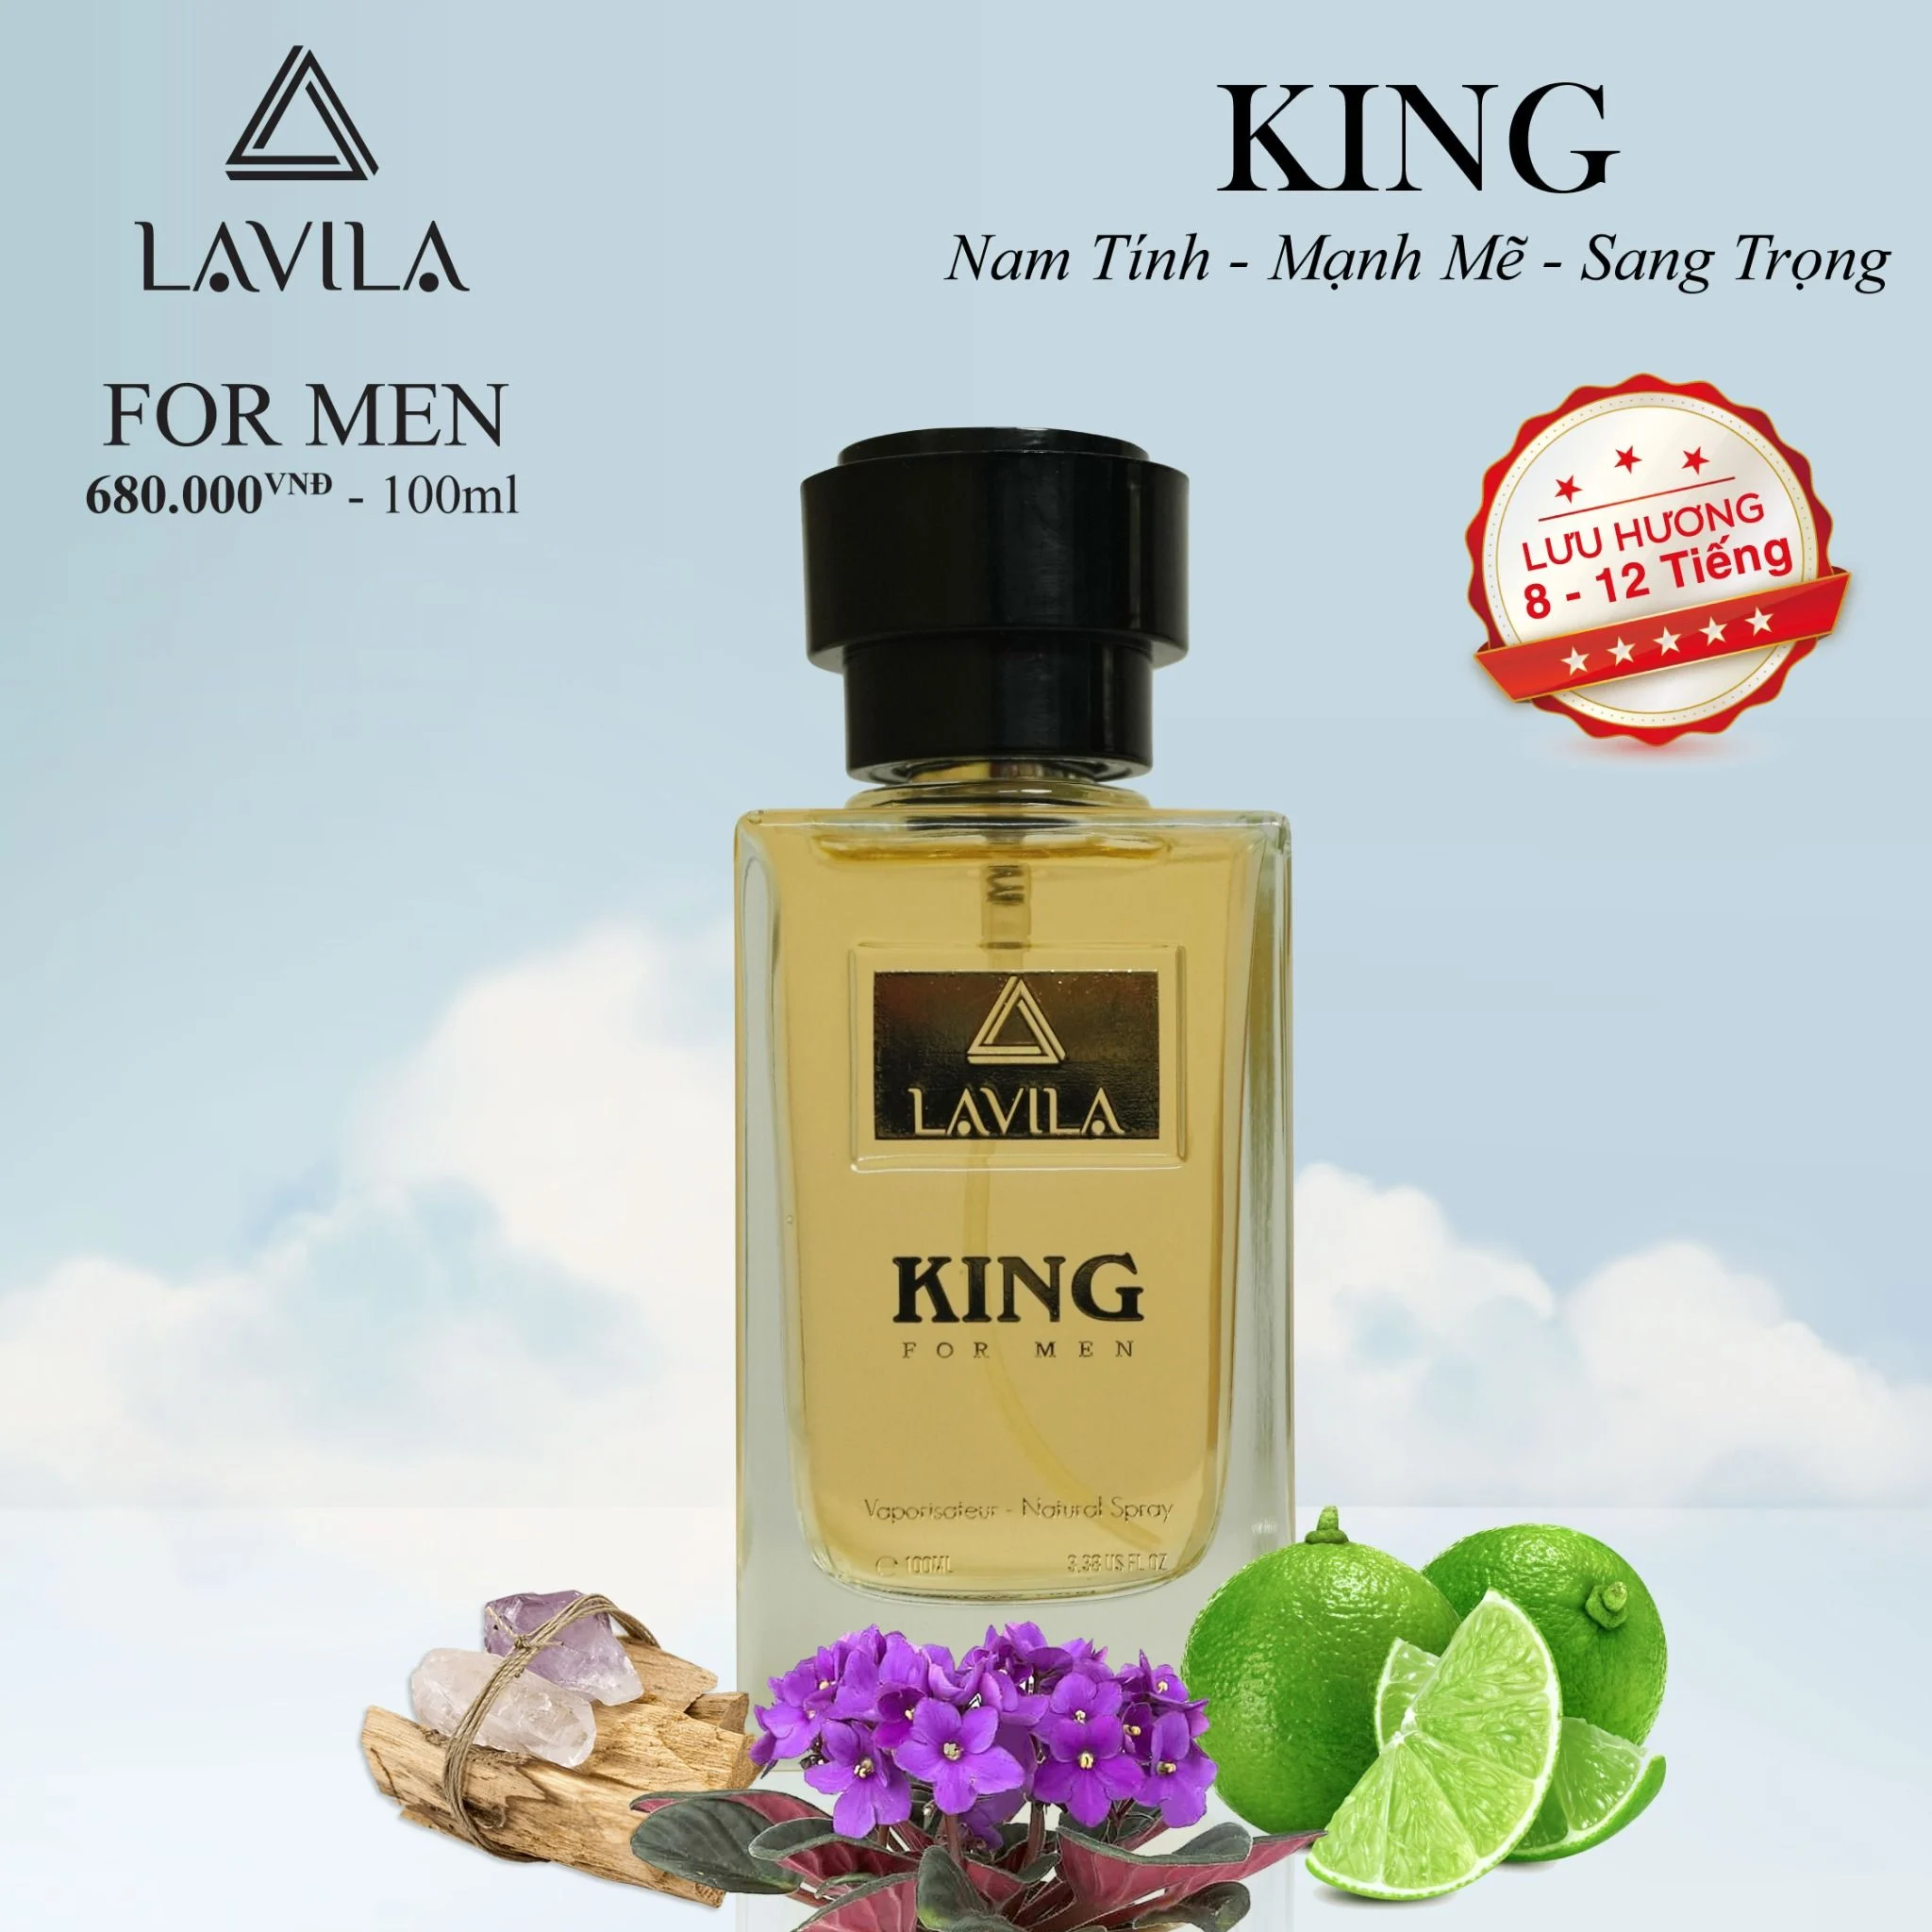 LAVILA
FOR MEN
680.000VNĐ - 100ml
KING
Nam Tính - Mạnh Mẽ - Sang Trọng
LƯU HƯƠNG
8 - 12 Tiếng
LAVILA
KING
FOR MEN
Vaporisateur - Natural Spray
e 100ML 3.38 US FL OZ